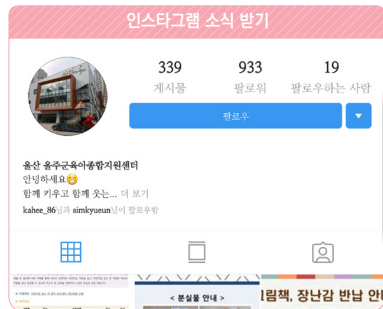 인스타그램 소식 받기
339 933 19
게시물 팔로워 팔로우하는 사람
팔로우
울산 울주군육아종합지원센터
안녕하세요😁
함께 키우고 함께 웃는... 더 보기
kahee_86님과 simkyueun님이 팔로우함
< 분실물 안내 >
림책, 장난감 반납 안